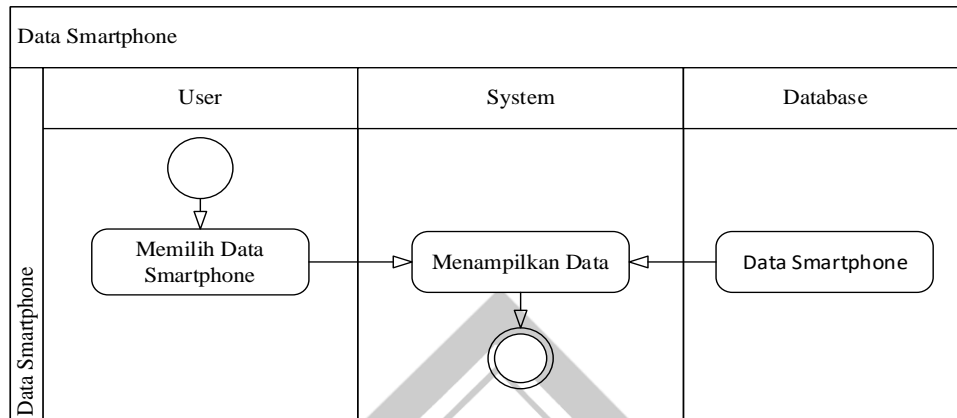 Data Smartphone
User
System
Database
Data Smartphone
Memilih Data
Smartphone
Menampilkan Data
Data Smartphone